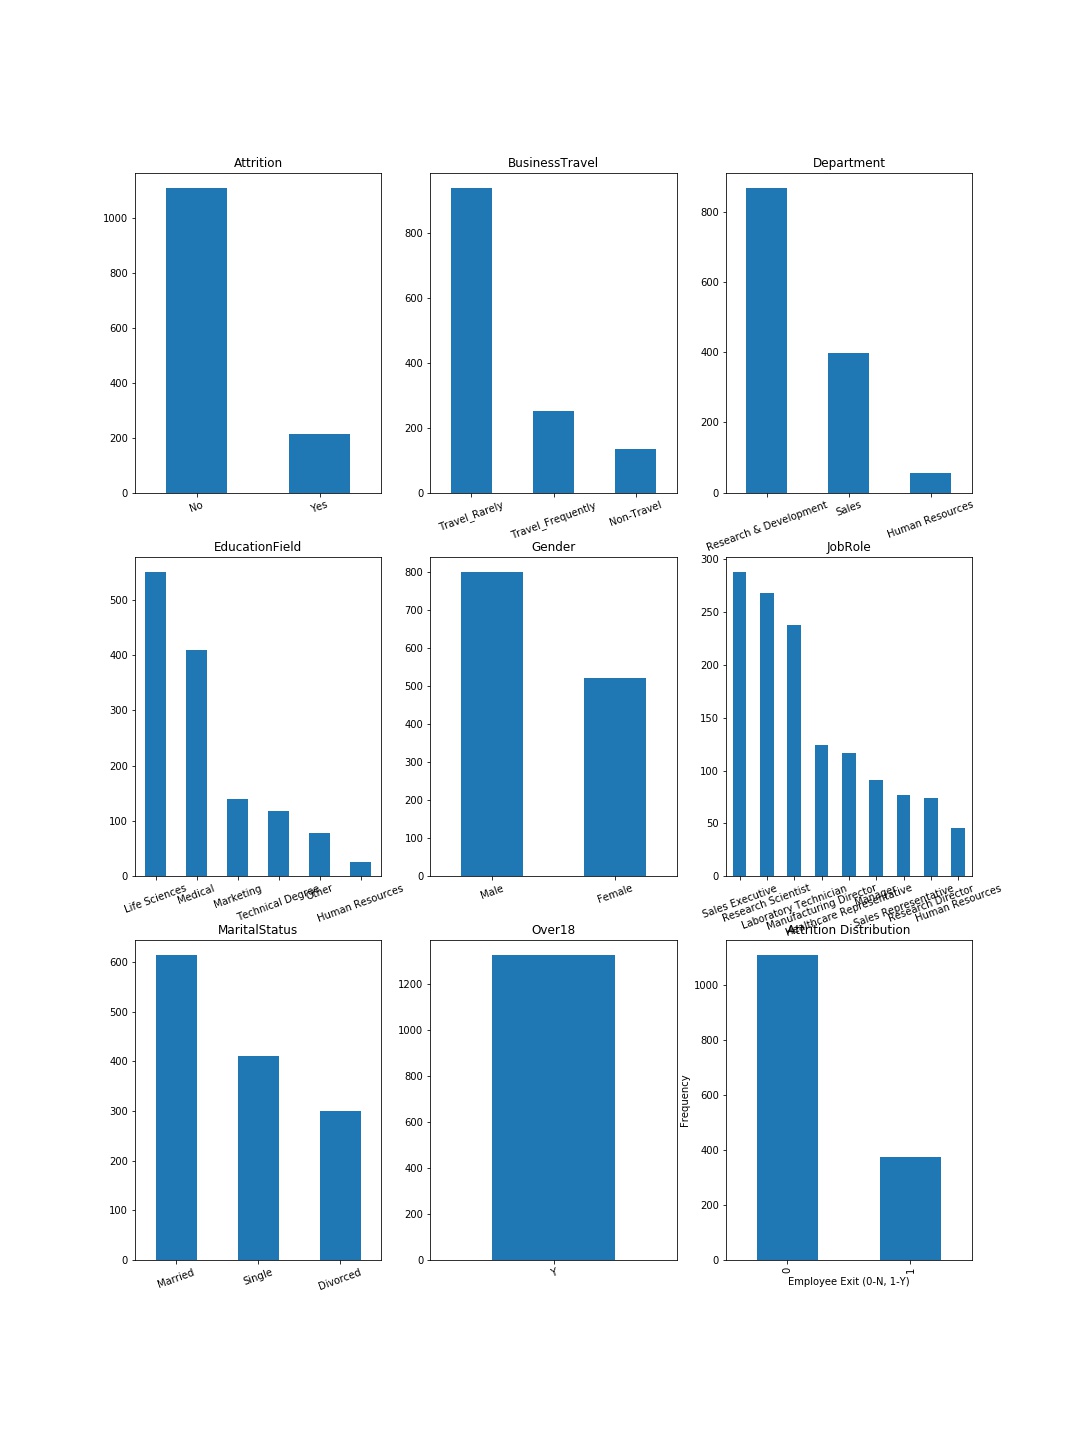 Attrition
1000
800
600
400
200
0
No
Yes
BusinessTravel
800
600
400
200
0
Travel_Rarely
Travel_Frequently
Non-Travel
Department
800
600
400
200
0
Research & Development
Sales
Human Resources
EducationField
500
400
300
200
100
0
Life Sciences
Medical
Marketing
Technical Degree
Other
Human Resources
Gender
800
700
600
500
400
300
200
100
0
Male
Female
JobRole
300
250
200
150
100
50
0
Sales Executive
Research Scientist
Laboratory Technician
Manufacturing Director
Healthcare Representative
Manager
Sales Representative
Research Director
Human Resources
MaritalStatus
600
500
400
300
200
100
0
Married
Single
Divorced
Over18
1200
1000
800
600
400
200
0
Y
Attrition Distribution
Frequency
1000
800
600
400
200
0
0
1
Employee Exit (0-N, 1-Y)